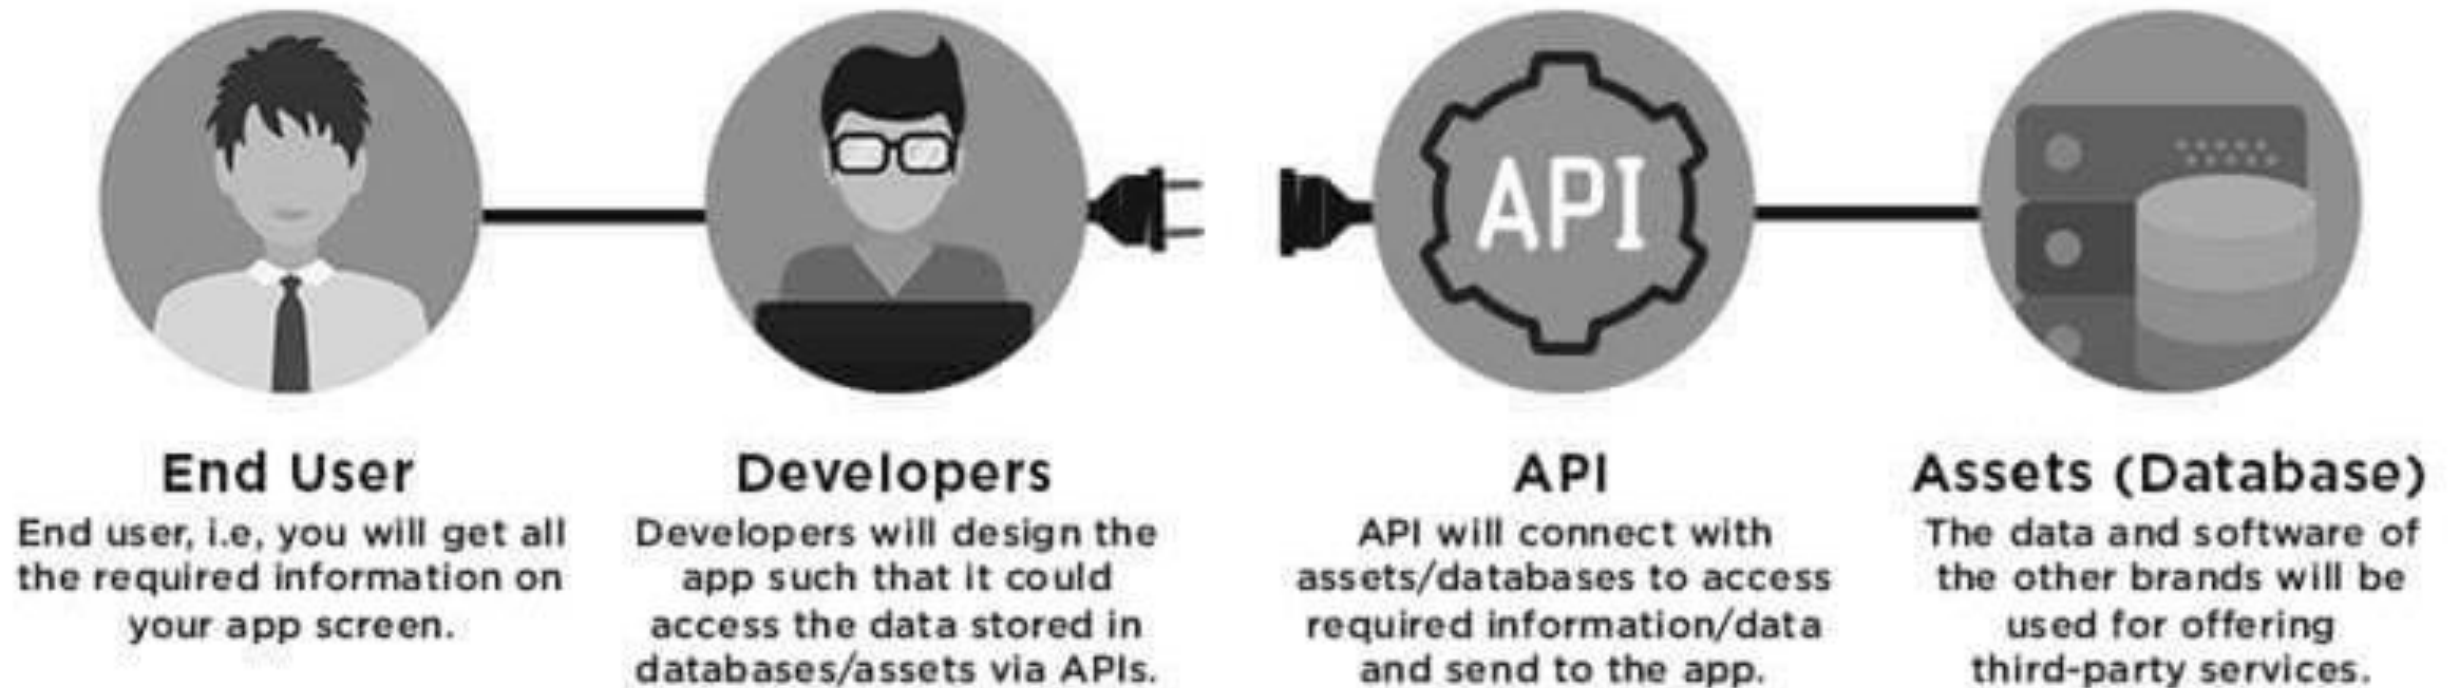 API
End User
End user, i.e, you will get all
the required information on
your app screen.
Developers
Developers will design the
app such that it could
access the data stored in
databases/assets via APIs.
API
API will connect with
assets/databases to access
required information/data
and send to the app.
Assets (Database)
The data and software of
the other brands will be
used for offering
third-party services.